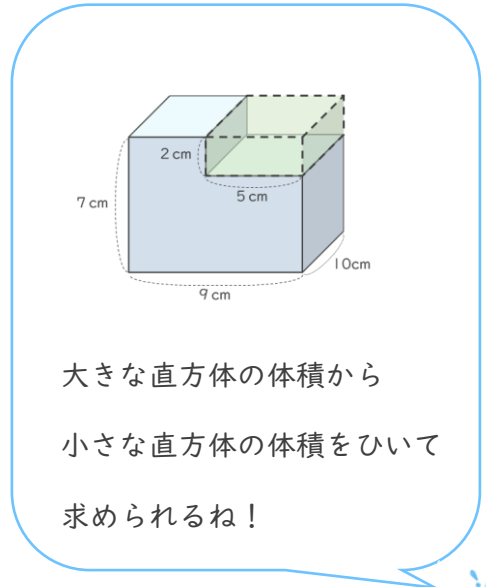 2 cm
5 cm
7 cm
10cm
9 cm
大きな直方体の体積から
小さな直方体の体積をひいて
求められるね！